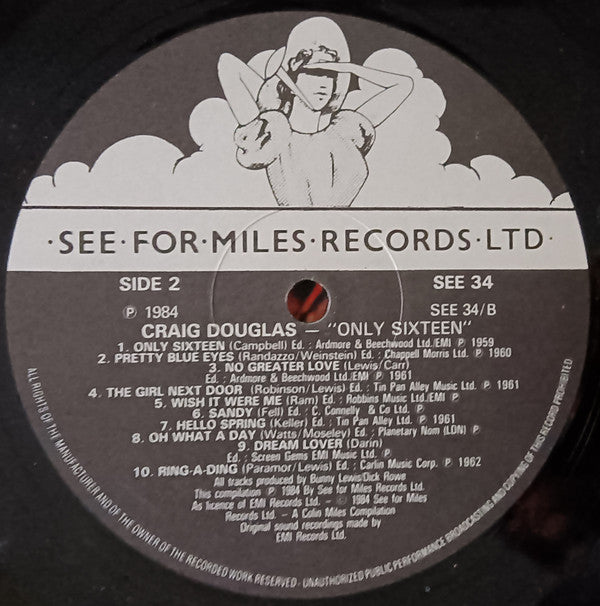 ·SEE·FOR·MILES·RECORDS·LTD·
SIDE 2
SEE 34
℗ 1984
SEE 34/B
CRAIG DOUGLAS – "ONLY SIXTEEN"
1. ONLY SIXTEEN (Campbell) Ed. : Ardmore & Beechwood Ltd./EMI ℗ 1959
2. PRETTY BLUE EYES (Randazzo/Weinstein) Ed. : Chappell Morris Ltd. ℗ 1960
3. NO GREATER LOVE (Lewis/Carr)
Ed. : Ardmore & Beechwood Ltd./EMI ℗ 1961
4. THE GIRL NEXT DOOR (Robinson/Lewis) Ed. : Tin Pan Alley Music Ltd. ℗ 1961
5. WISH IT WERE ME (Ram) Ed. : Robbins Music Ltd./EMI ℗
6. SANDY (Fell) Ed. : C. Connelly & Co Ltd. ℗
7. HELLO SPRING (Keller) Ed. : Tin Pan Alley Ltd. ℗ 1961
8. OH WHAT A DAY (Watts/Moseley) Ed. : Planetary Nom (LDN) ℗
9. DREAM LOVER (Darin)
Ed. : Screen Gems EMI Music Ltd. ℗
10. RING-A-DING (Paramor/Lewis) Ed. : Carlin Music Corp. ℗ 1962
All tracks produced by Bunny Lewis/Dick Rowe
This compilation ℗ 1984 By See for Miles Records Ltd.
As licence of EMI Records Ltd. – © 1984 See for Miles
Records Ltd. – A Colin Miles Compilation
Original sound recordings made by
EMI Records Ltd.
ALL RIGHTS OF THE MANUFACTURER AND OF THE OWNER OF THE RECORDED WORK RESERVED · UNAUTHORIZED PUBLIC PERFORMANCE BROADCASTING AND COPYING OF THIS RECORD PROHIBITED